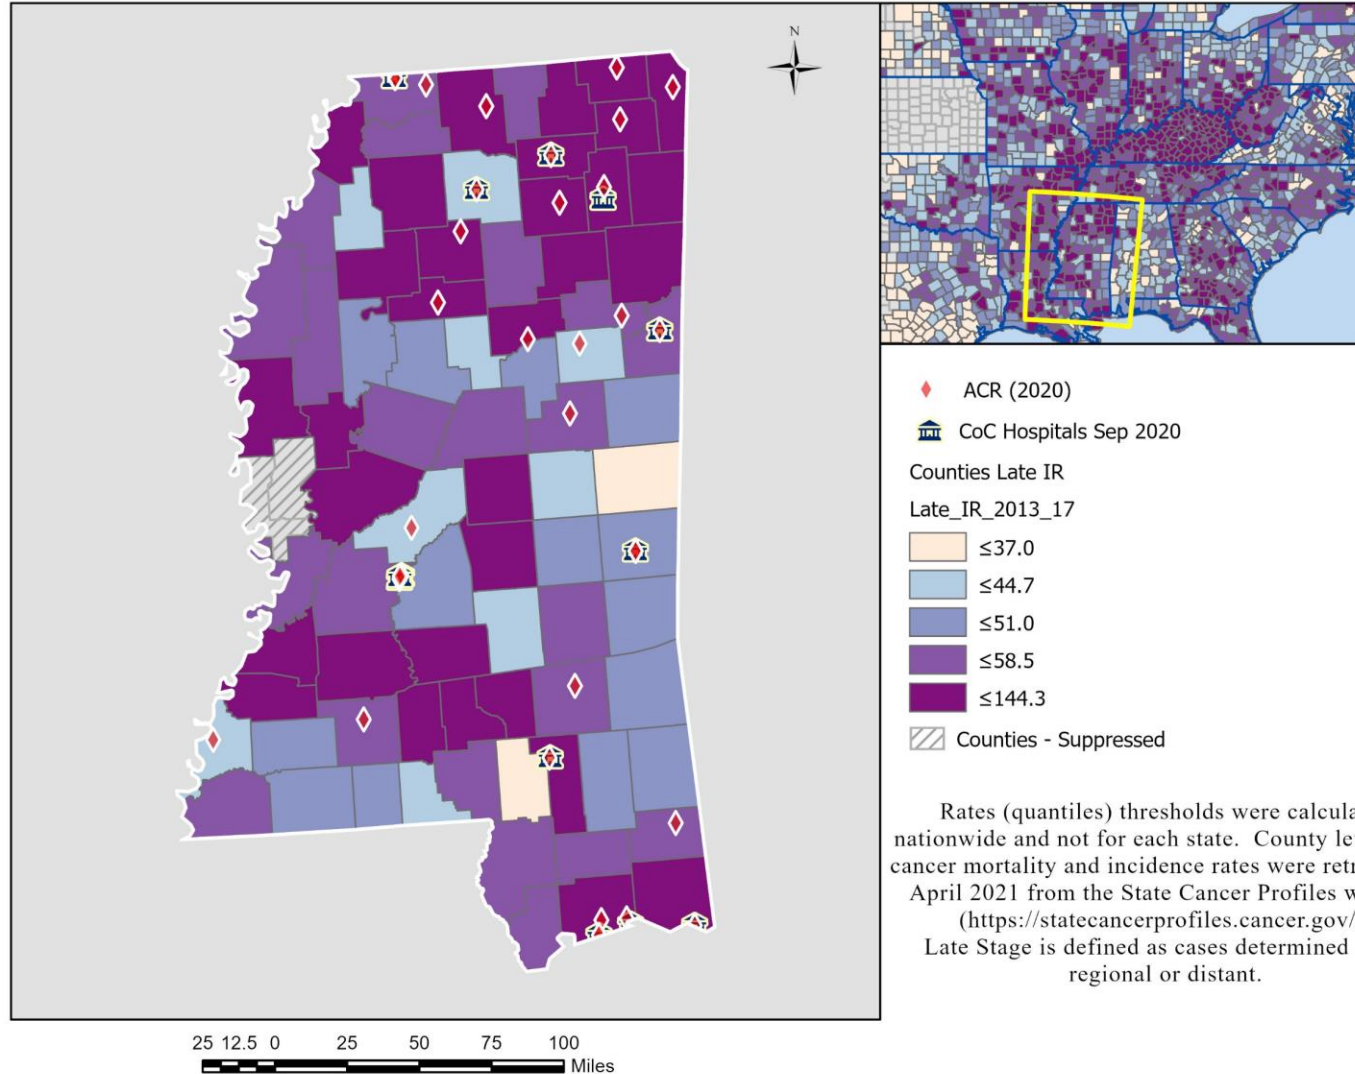 N
ACR (2020)
CoC Hospitals Sep 2020
Counties Late IR
Late_IR_2013_17
≤37.0
≤44.7
≤51.0
≤58.5
≤144.3
Counties - Suppressed
Rates (quantiles) thresholds were calcula
nationwide and not for each state. County le
cancer mortality and incidence rates were retr
April 2021 from the State Cancer Profiles w
(https://statecancerprofiles.cancer.gov/
Late Stage is defined as cases determined
regional or distant.
25 12.5 0 25 50 75 100
Miles